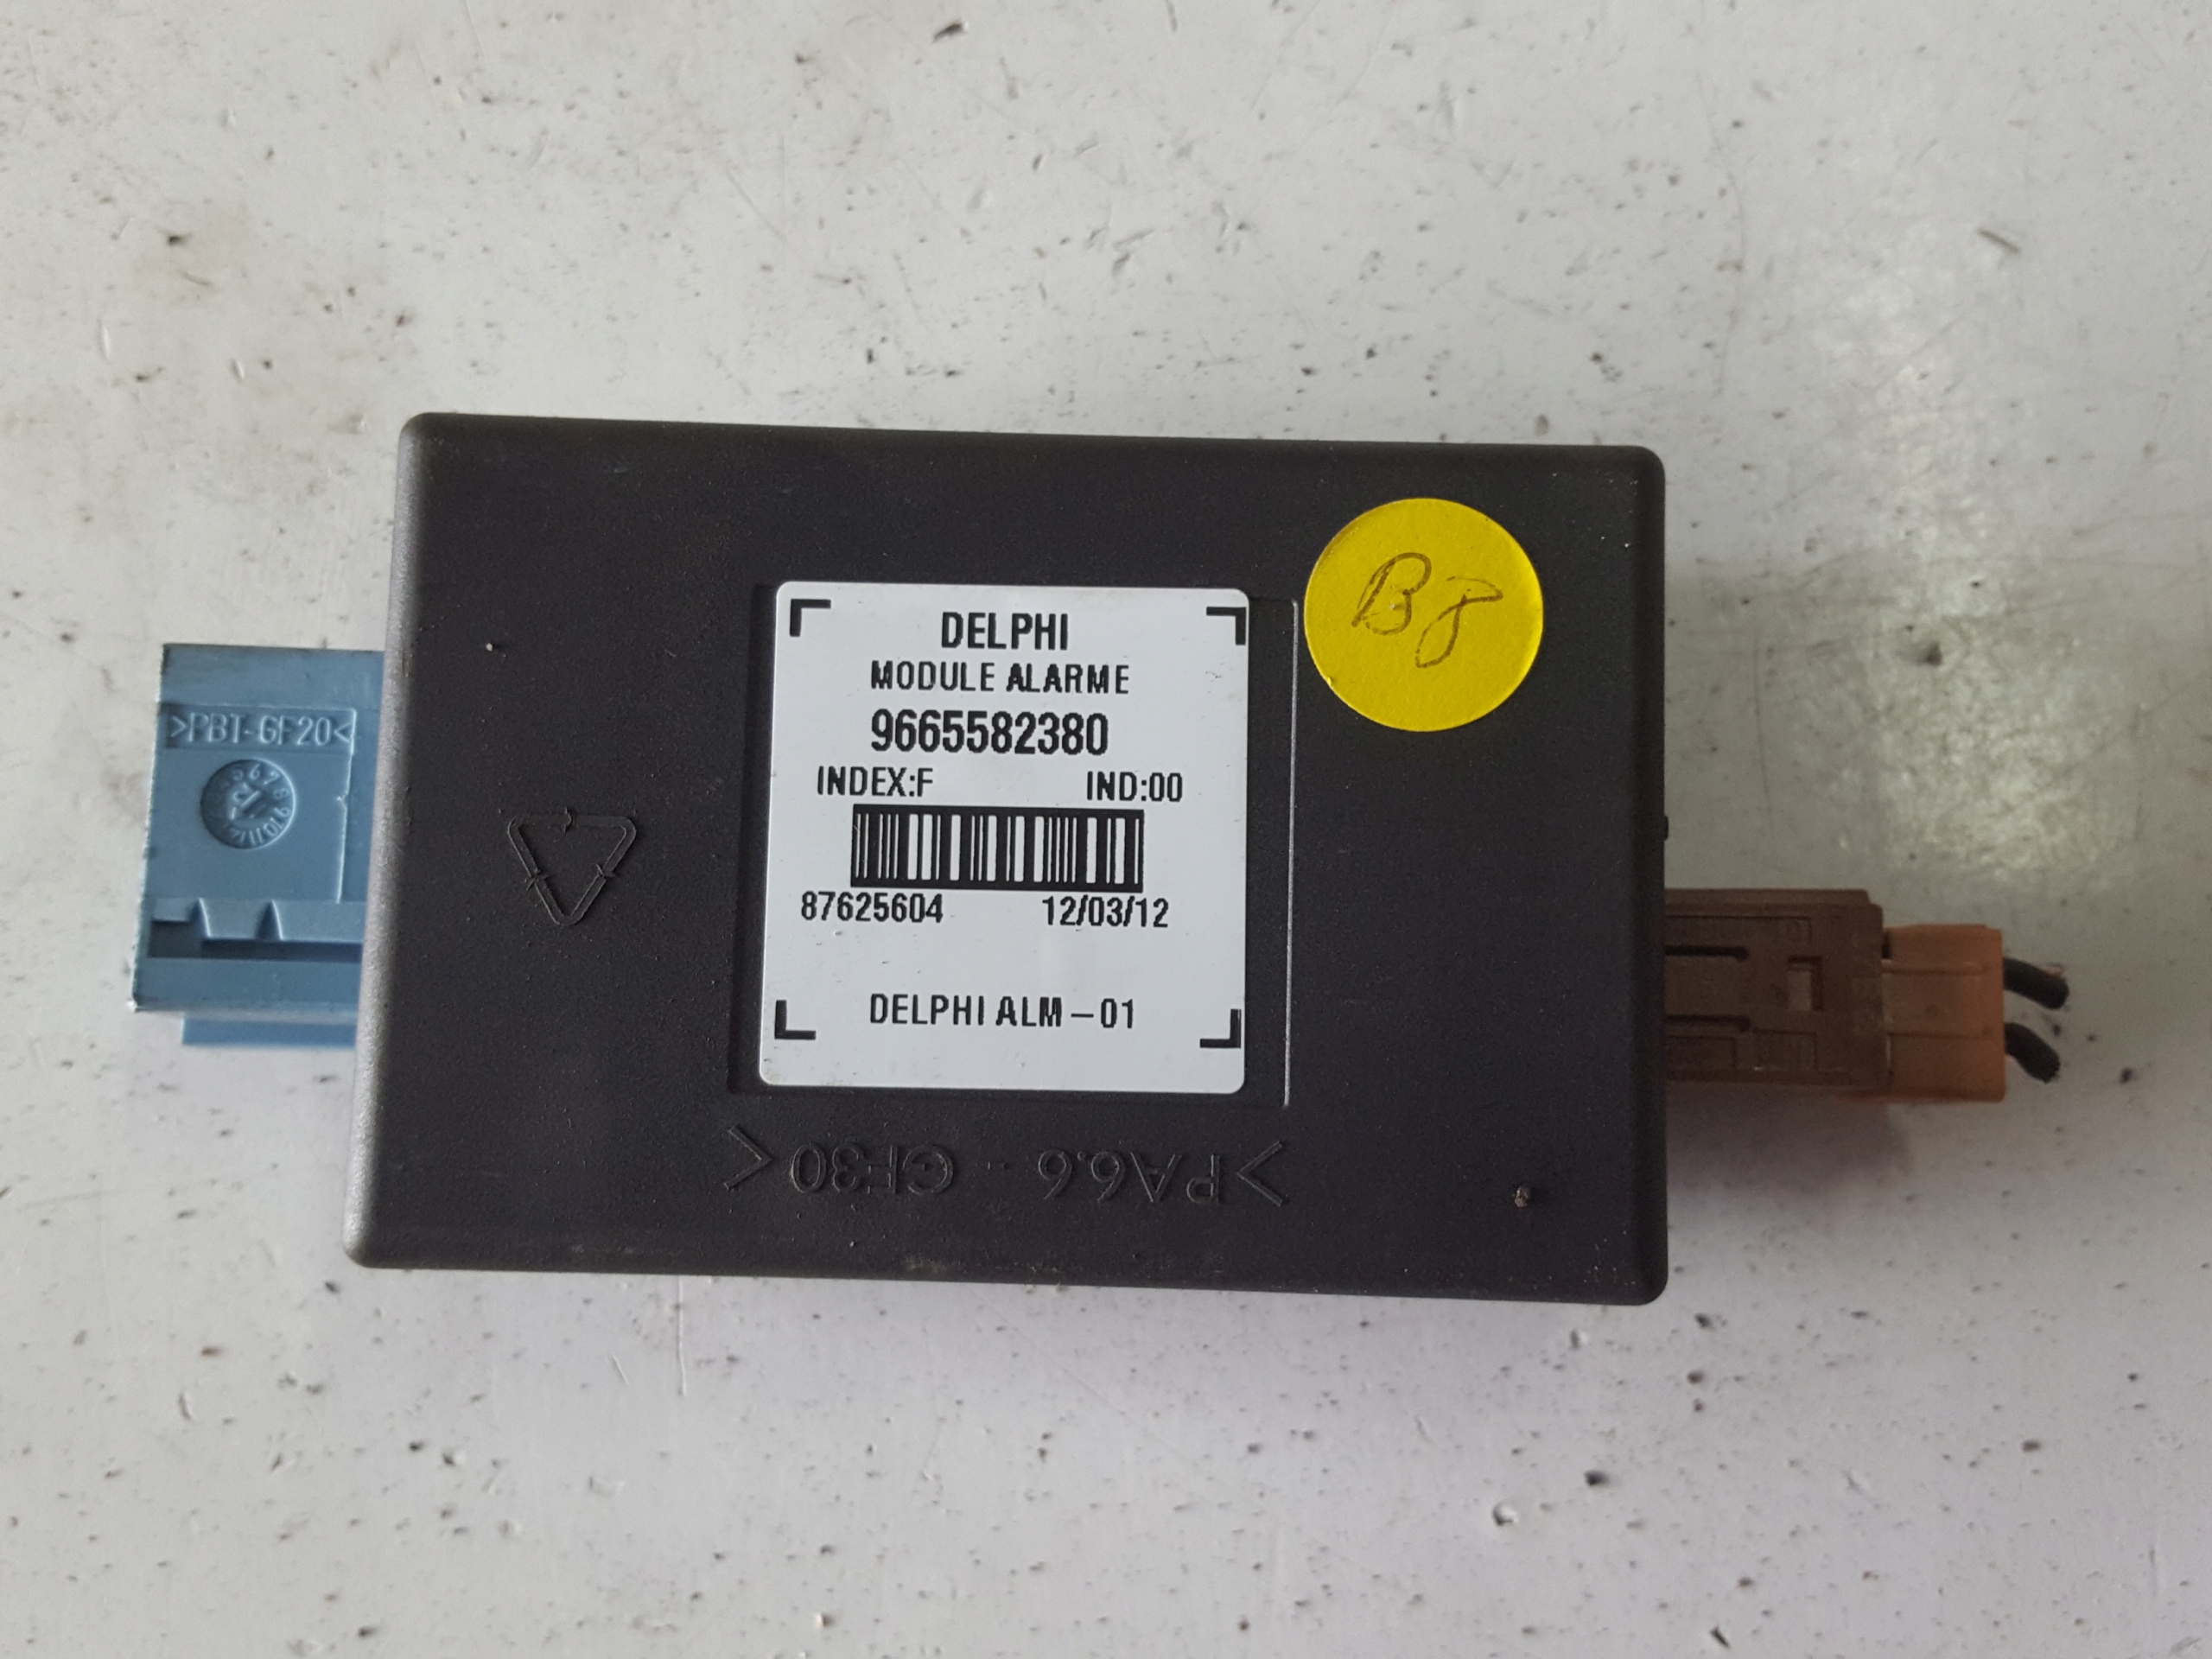 DELPHI
MODULE ALARME
9665582380
INDEX:F IND:00
87625604 12/03/12
DELPHI ALM-01
B8
>PBT-GF20<
>PA6.6 - GF30<